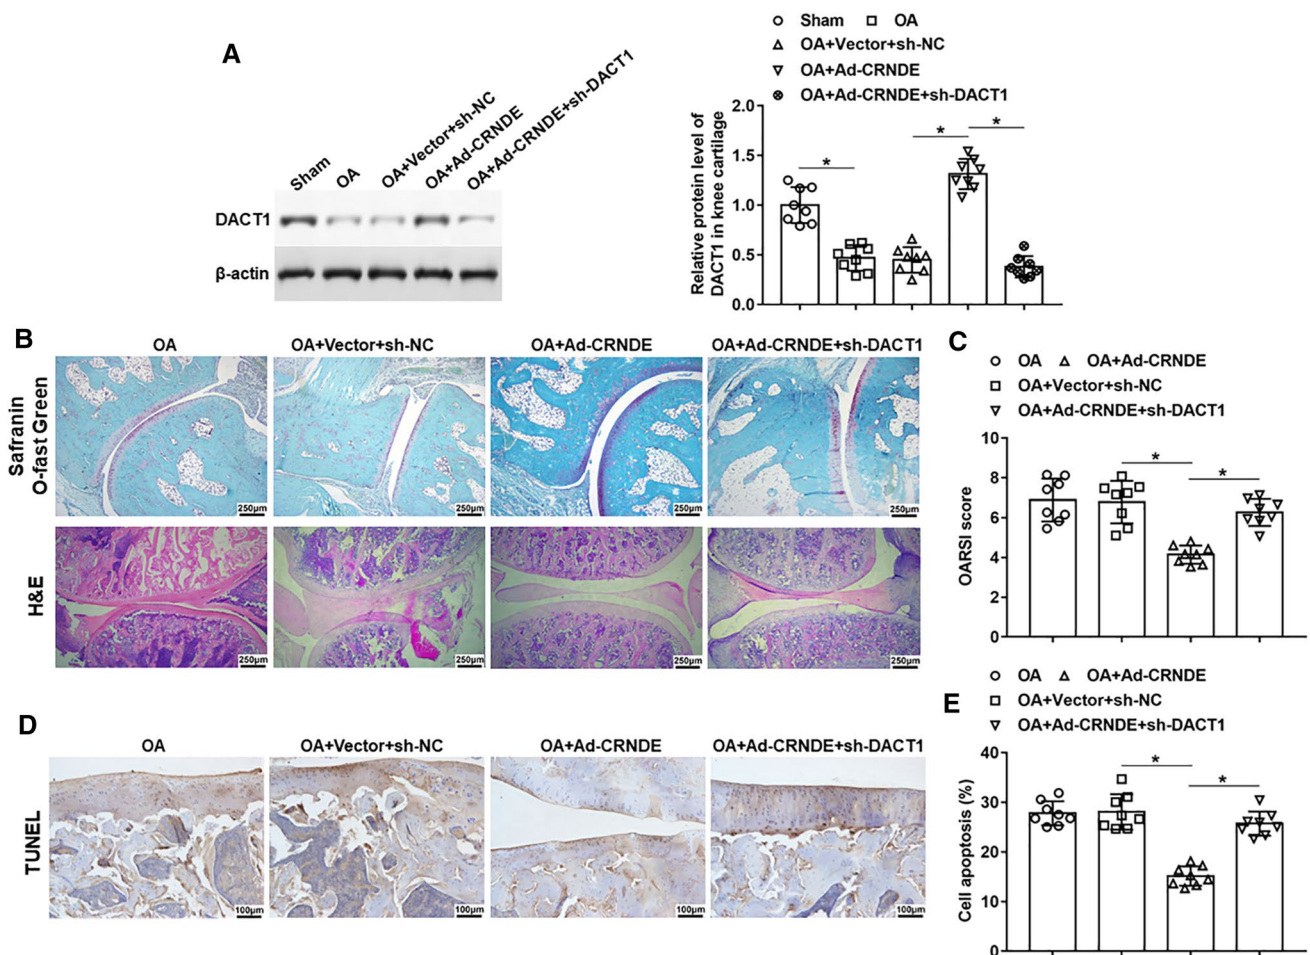 A
Sham
OA
OA+Vector+sh-NC
OA+Ad-CRNDE
OA+Ad-CRNDE+sh-DACT1
DACT1
β-actin
Sham OA
OA+Vector+sh-NC
OA+Ad-CRNDE
OA+Ad-CRNDE+sh-DACT1
Relative protein level of
DACT1 in knee cartilage
2.0
1.5
1.0
0.5
0.0
*
*
*
B
OA OA+Vector+sh-NC OA+Ad-CRNDE OA+Ad-CRNDE+sh-DACT1
Safranin
O-fast Green
250μm 250μm 250μm 250μm
H&E
250μm 250μm 250μm 250μm
C
OA OA+Ad-CRNDE
OA+Vector+sh-NC
OA+Ad-CRNDE+sh-DACT1
OARSI score
10
8
6
4
2
0
*
*
D
OA OA+Vector+sh-NC OA+Ad-CRNDE OA+Ad-CRNDE+sh-DACT1
TUNEL
100μm 100μm 100μm 100μm
E
OA OA+Ad-CRNDE
OA+Vector+sh-NC
OA+Ad-CRNDE+sh-DACT1
Cell apoptosis (%)
40
30
20
10
0
*
*